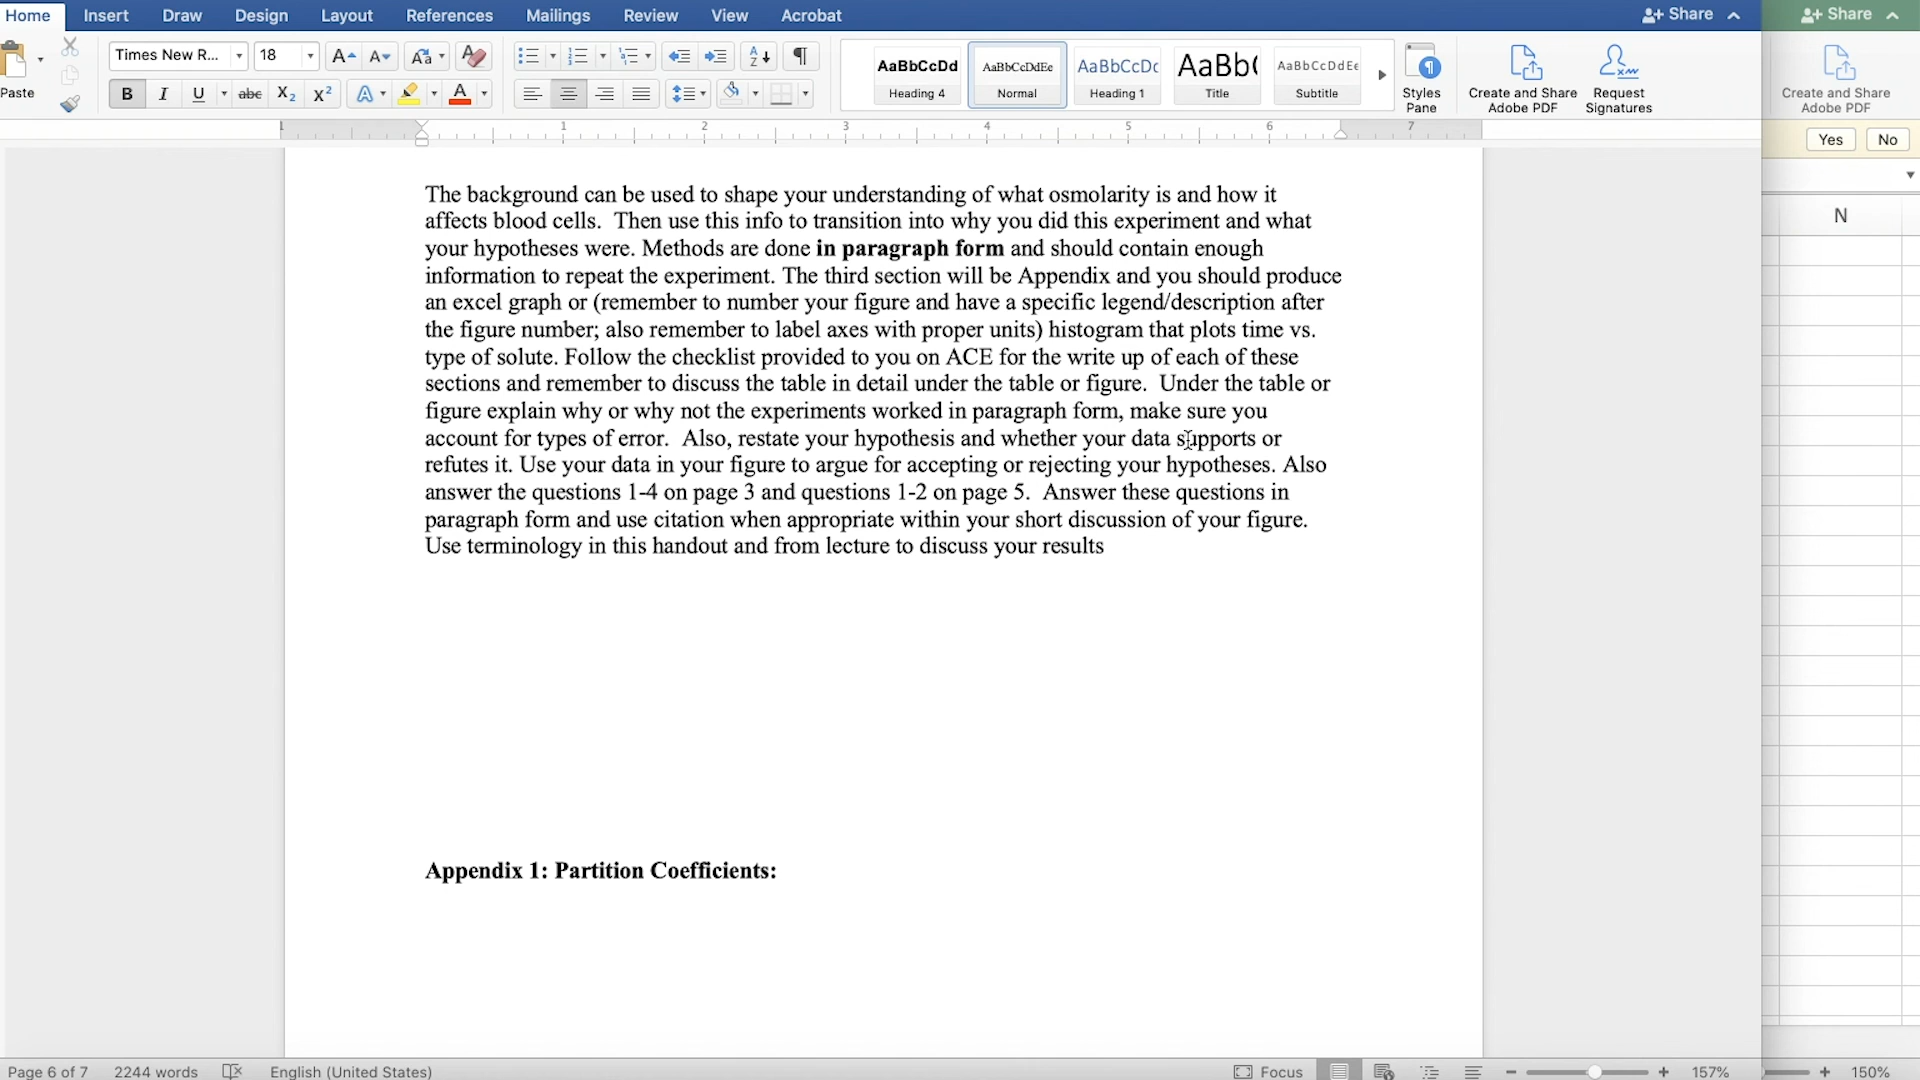 Home Insert Draw Design Layout References Mailings Review View Acrobat Share Share
Times New R... 18
Paste
AaBbCcDd AaBbCcDdEe AaBbCcDc AaBb( AaBbCcDdEe
Heading 4 Normal Heading 1 Title Subtitle
Styles Pane
Create and Share Adobe PDF
Request Signatures
Create and Share Adobe PDF
B I U abc X2 X2 A A
1 1 2 3 4 5 6 7
Yes No
N
The background can be used to shape your understanding of what osmolarity is and how it
affects blood cells.  Then use this info to transition into why you did this experiment and what
your hypotheses were. Methods are done in paragraph form and should contain enough
information to repeat the experiment. The third section will be Appendix and you should produce
an excel graph or (remember to number your figure and have a specific legend/description after
the figure number; also remember to label axes with proper units) histogram that plots time vs.
type of solute. Follow the checklist provided to you on ACE for the write up of each of these
sections and remember to discuss the table in detail under the table or figure.  Under the table or
figure explain why or why not the experiments worked in paragraph form, make sure you
account for types of error.  Also, restate your hypothesis and whether your data supports or
refutes it. Use your data in your figure to argue for accepting or rejecting your hypotheses. Also
answer the questions 1-4 on page 3 and questions 1-2 on page 5.  Answer these questions in
paragraph form and use citation when appropriate within your short discussion of your figure.
Use terminology in this handout and from lecture to discuss your results
Appendix 1: Partition Coefficients:
Page 6 of 7 2244 words English (United States) Focus 157% 150%